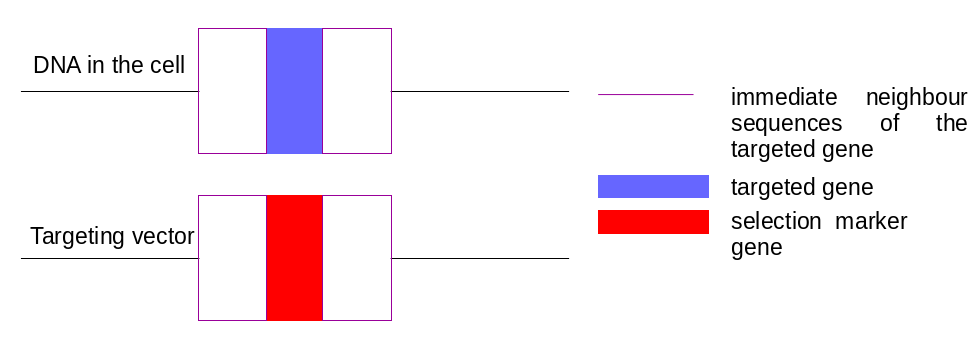 DNA in the cell
immediate neighbour
sequences of the
targeted gene
targeted gene
selection marker
gene
Targeting vector